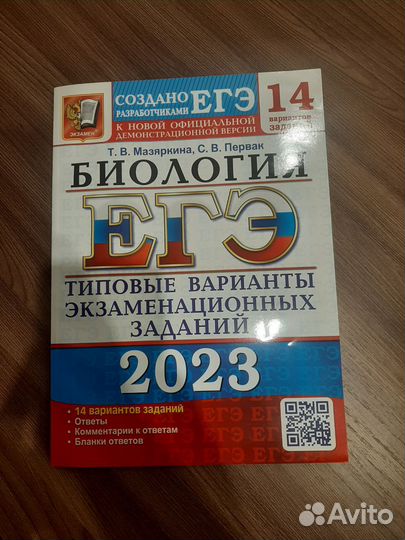 СОЗДАНО
РАЗРАБОТЧИКАМИ ЕГЭ
К НОВОЙ ОФИЦИАЛЬНОЙ
ДЕМОНСТРАЦИОННОЙ ВЕРСИИ
14
вариантов
заданий
ЭКЗАМЕН
Т. В. Мазяркина, С. В. Первак
БИОЛОГИЯ
ЕГЭ
ТИПОВЫЕ ВАРИАНТЫ
ЭКЗАМЕНАЦИОННЫХ
ЗАДАНИЙ
2023
• 14 вариантов заданий
• Ответы
• Комментарии к ответам
• Бланки ответов
Avito